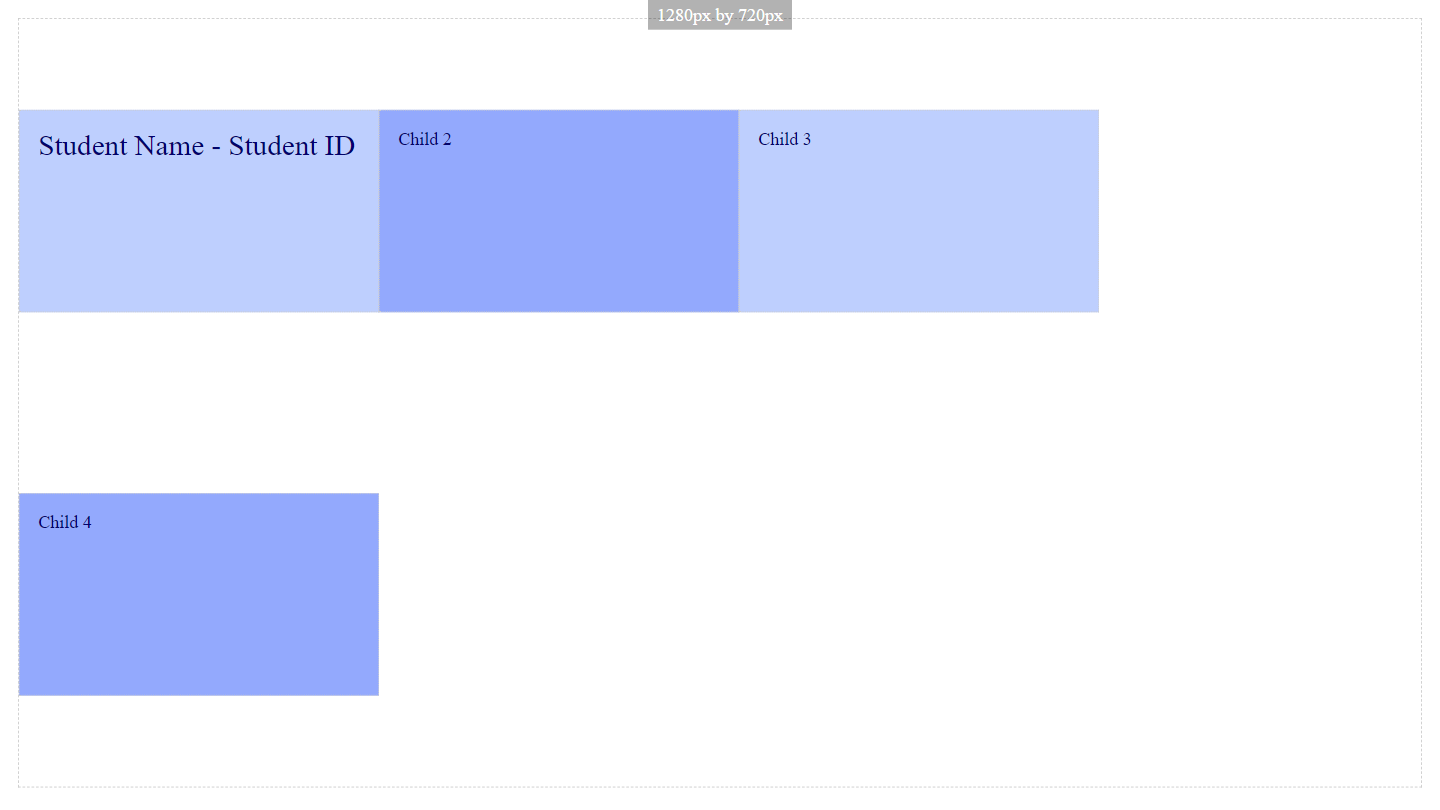 1280px by 720px
Student Name - Student ID
Child 2
Child 3
Child 4